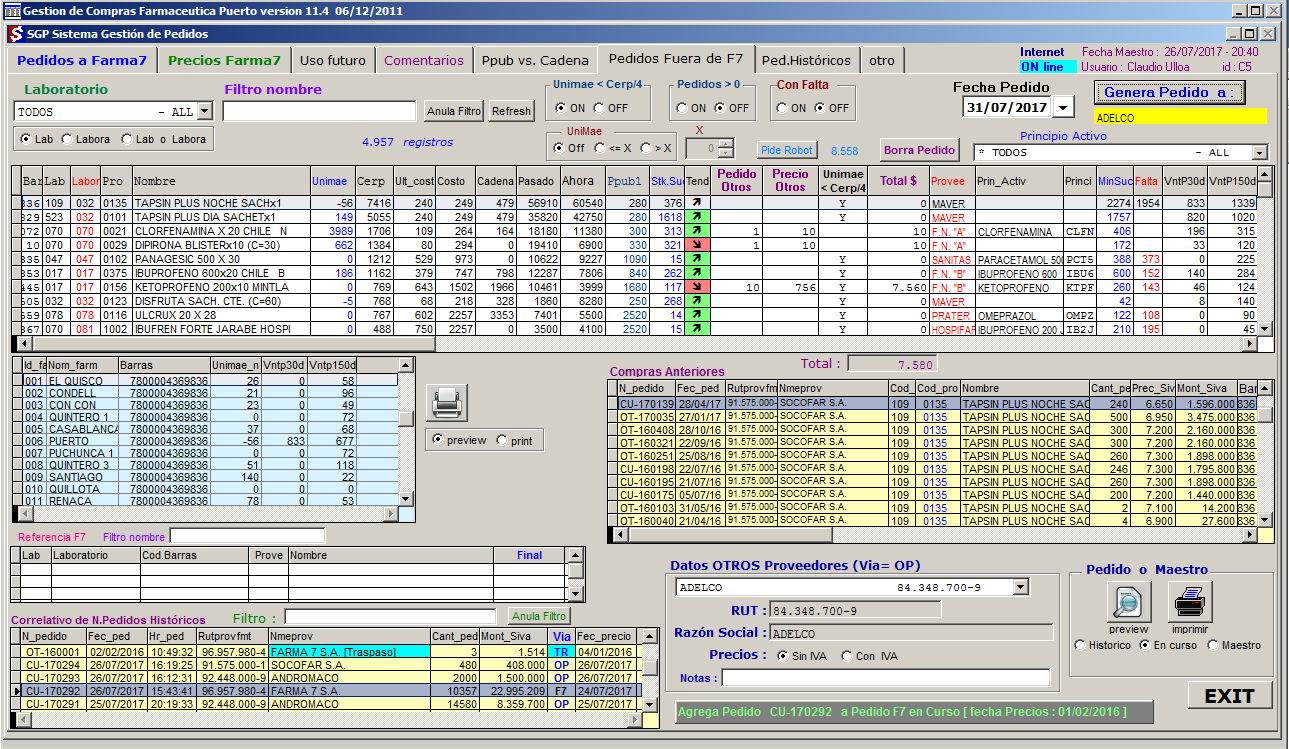 Gestion de Compras Farmaceutica Puerto version 11.4 06/12/2011
SGP Sistema Gestión de Pedidos
Pedidos a Farma7 Precios Farma7 Uso futuro Comentarios Ppub vs. Cadena Pedidos Fuera de F7 Ped.Históricos otro
Internet Fecha Maestro : 26/07/2017 - 20:40
ON line Usuario : Claudio Ulloa id : C5
Laboratorio Filtro nombre Unimae < Cerp/4 Pedidos > 0 Con Falta Fecha Pedido Genera Pedido a :
TODOS - ALL Anula Filtro Refresh ON OFF ON OFF ON OFF 31/07/2017 ADELCO
Lab Labora Lab o Labora 4.957 registros UniMae Off <= X > X X 0 Pide Robot 8.558 Borra Pedido Principio Activo * TODOS - ALL
Bar Lab Labor Pro Nombre Unimae Cerp Ult_cost Costo Cadena Pasado Ahora Ppub1 Stk.Suc Tend Pedido Otros Precio Otros Unimae < Cerp/4 Total $ Provee Prin_Activ Princi MinSuc Falta VntP30d VntP150d
836 109 032 0135 TAPSIN PLUS NOCHE SACHx1 -56 7416 240 249 479 56910 60540 280 376 Y 0 MAVER 2274 1954 833 1339
829 523 032 0101 TAPSIN PLUS DIA SACHETx1 149 5055 240 249 479 35820 42750 280 1618 Y 0 MAVER 1757 820 1020
072 070 070 0021 CLORFENAMINA X 20 CHILE N 3989 1706 109 264 164 18180 11380 300 313 1 10 10 F.N. "A" CLORFENAMINA CLFN 406 196 315
10 070 070 0029 DIPIRONA BLISTERx10 (C=30) 662 1384 80 294 0 19410 6900 330 321 1 10 10 F.N. "A" 172 33 120
835 047 047 0102 PANAGESIC 500 X 30 0 1212 529 973 0 10622 9227 1090 15 Y 0 SANITAS PARACETAMOL 500 PCT5 388 373 0 225
853 017 017 0375 IBUPROFENO 600x20 CHILE B 186 1162 379 747 798 12287 7806 840 262 Y 0 F.N. "B" IBUPROFENO 600 IBU6 600 152 140 284
445 017 017 0156 KETOPROFENO 200x10 MINTLA 0 769 643 1502 1966 10461 3999 1680 117 10 756 Y 7.560 F.N. "B" KETOPROFENO KTPF 260 143 46 124
505 032 032 0123 DISFRUTA SACH. CTE. (C=60) -5 768 68 218 328 1860 8280 250 268 Y 0 MAVER 42 8 140
559 078 078 0116 ULCRUX 20 X 28 0 767 602 2257 3353 7401 5500 2520 14 Y 0 PRATER OMEPRAZOL OMPZ 122 108 0 90
867 070 081 1002 IBUFREN FORTE JARABE HOSPI 0 488 750 2257 0 3500 4100 2520 15 Y 0 HOSPIFAR IBUPROFENO 200 J IB2J 210 195 0 45
Total : 7.580
Id_fa Nom_farm Barras Unimae_n Vntp30d Vntp150d
001 EL QUISCO 7800004369836 26 0 58
002 CONDELL 7800004369836 21 0 96
003 CON CON 7800004369836 23 0 49
004 QUINTERO 1 7800004369836 0 0 72
005 CASABLANCA 7800004369836 37 0 68
006 PUERTO 7800004369836 -56 833 677
007 PUCHUNCA 1 7800004369836 0 0 72
008 QUINTERO 3 7800004369836 51 0 118
009 SANTIAGO 7800004369836 140 0 22
010 QUILLOTA 7800004369836 0 0 0
011 RENACA 7800004369836 78 0 53
preview print
Compras Anteriores
N_pedido Fec_ped Rutprovfm Nmeprov Cod_ Cod_pro Nombre Cant_pe Prec_Siv Mont_Siva Bar
CU-170139 28/04/17 91.575.000- SOCOFAR S.A. 109 0135 TAPSIN PLUS NOCHE SAC 240 6.650 1.596.000 836
OT-170035 27/01/17 91.575.000- SOCOFAR S.A. 109 0135 TAPSIN PLUS NOCHE SAC 500 6.950 3.475.000 836
OT-160408 28/10/16 91.575.000- SOCOFAR S.A. 109 0135 TAPSIN PLUS NOCHE SAC 300 7.200 2.160.000 836
OT-160321 22/09/16 91.575.000- SOCOFAR S.A. 109 0135 TAPSIN PLUS NOCHE SAC 300 7.200 2.160.000 836
OT-160251 25/08/16 91.575.000- SOCOFAR S.A. 109 0135 TAPSIN PLUS NOCHE SAC 260 7.300 1.898.000 836
CU-160198 22/07/16 91.575.000- SOCOFAR S.A. 109 0135 TAPSIN PLUS NOCHE SAC 246 7.300 1.795.800 836
CU-160195 21/07/16 91.575.000- SOCOFAR S.A. 109 0135 TAPSIN PLUS NOCHE SAC 260 7.300 1.898.000 836
CU-160175 05/07/16 91.575.000- SOCOFAR S.A. 109 0135 TAPSIN PLUS NOCHE SAC 200 7.200 1.440.000 836
OT-160103 31/05/16 91.575.000- SOCOFAR S.A. 109 0135 TAPSIN PLUS NOCHE SAC 2 7.100 14.200 836
OT-160040 21/04/16 91.575.000- SOCOFAR S.A. 109 0135 TAPSIN PLUS NOCHE SAC 4 6.900 27.600 836
Referencia F7 Filtro nombre
Lab Laboratorio Cod.Barras Prove Nombre Final
Correlativo de N.Pedidos Históricos Filtro : Anula Filtro
N_pedido Fec_ped Hr_ped Rutprovfmt Nmeprov Cant_ped Mont_Siva Via Fec_precio
OT-160001 02/02/2016 10:49:32 96.957.980-4 FARMA 7 S.A. [Traspaso] 3 1.514 TR 04/01/2016
CU-170294 26/07/2017 16:19:25 91.575.000-1 SOCOFAR S.A. 480 408.000 OP 26/07/2017
CU-170293 26/07/2017 16:12:31 92.448.000-9 ANDROMACO 2000 1.500.000 OP 26/07/2017
CU-170292 26/07/2017 15:43:41 96.957.980-4 FARMA 7 S.A. 10357 22.995.209 F7 24/07/2017
CU-170291 25/07/2017 20:19:33 92.448.000-9 ANDROMACO 14580 8.359.700 OP 25/07/2017
Datos OTROS Proveedores (Via= OP)
ADELCO 84.348.700-9
RUT : 84.348.700-9
Razón Social : ADELCO
Precios : Sin IVA Con IVA
Notas :
Pedido o Maestro
preview imprimir
Historico En curso Maestro
Agrega Pedido CU-170292 a Pedido F7 en Curso [ fecha Precios : 01/02/2016 ]
EXIT